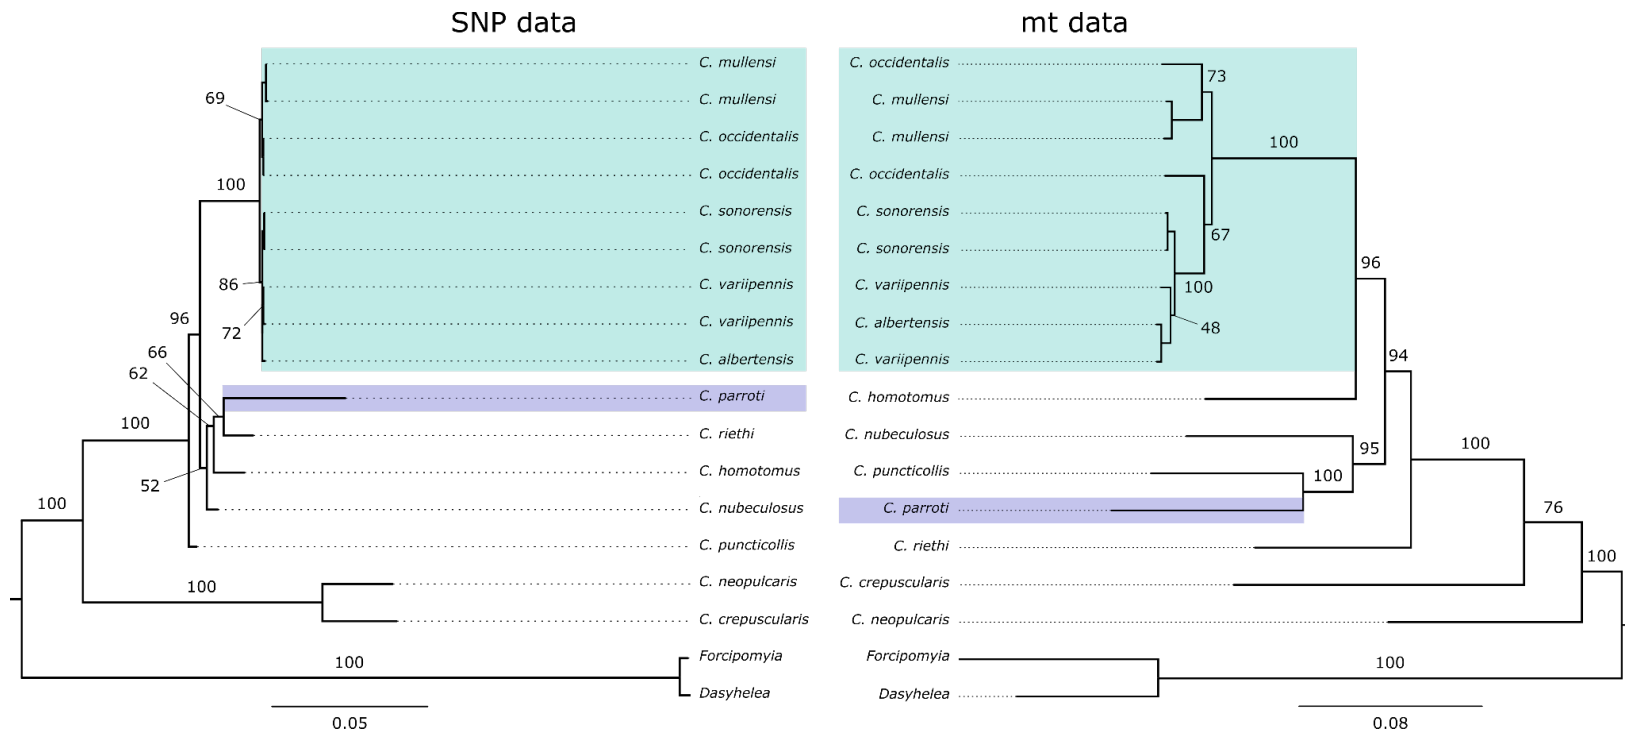 SNP data
mt data
C. mullensi
C. mullensi
C. occidentalis
C. occidentalis
C. sonorensis
C. sonorensis
C. variipennis
C. variipennis
C. albertensis
C. parroti
C. riethi
C. homotomus
C. nubeculosus
C. puncticollis
C. neopulcaris
C. crepuscularis
Forcipomyia
Dasyhelea
69
100
86
72
96
66
62
100
52
100
100
100
0.05
C. occidentalis
C. mullensi
C. mullensi
C. occidentalis
C. sonorensis
C. sonorensis
C. variipennis
C. albertensis
C. variipennis
C. homotomus
C. nubeculosus
C. puncticollis
C. parroti
C. riethi
C. crepuscularis
C. neopulcaris
Forcipomyia
Dasyhelea
73
100
67
96
100
48
94
95
100
100
76
100
100
0.08